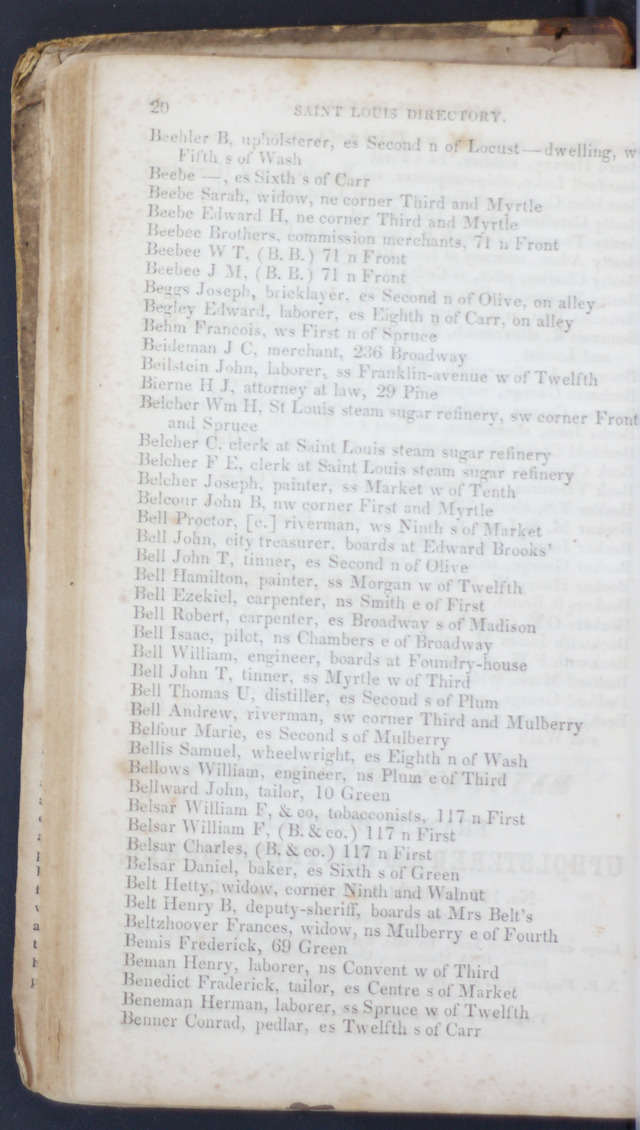 20 SAINT LOUIS DIRECTORY.
Beehler B, upholsterer, es Second n of Locust—dwelling, w
Fifth s of Wash
Beebe —, es Sixth s of Carr
Beebe Sarah, widow, ne corner Third and Myrtle
Beebe Edward H, ne corner Third and Myrtle
Beebee Brothers, commission merchants, 71 n Front
Beebee W T, (B. B.) 71 n Front
Beebee J M, (B. B.) 71 n Front
Beggs Joseph, bricklayer, es Second n of Olive, on alley
Begley Edward, laborer, es Eighth n of Carr, on alley
Behm Francois, ws First n of Spruce
Beideman J C, merchant, 236 Broadway
Beilstein John, laborer, ss Franklin-avenue w of Twelfth
Bierne H J, attorney at law, 29 Pine
Belcher Wm H, St Louis steam sugar refinery, sw corner Front
and Spruce
Belcher C, clerk at Saint Louis steam sugar refinery
Belcher F E, clerk at Saint Louis steam sugar refinery
Belcher Joseph, painter, ss Market w of Tenth
Belcour John B, nw corner First and Myrtle
Bell Proctor, [c.] riverman, ws Ninth s of Market
Bell John, city treasurer, boards at Edward Brooks'
Bell John T, tinner, es Second n of Olive
Bell Hamilton, painter, ss Morgan w of Twelfth
Bell Ezekiel, carpenter, ns Smith e of First
Bell Robert, carpenter, es Broadway s of Madison
Bell Isaac, pilot, ns Chambers e of Broadway
Bell William, engineer, boards at Foundry-house
Bell John T, tinner, ss Myrtle w of Third
Bell Thomas U, distiller, es Second s of Plum
Bell Andrew, riverman, sw corner Third and Mulberry
Belfour Marie, es Second s of Mulberry
Bellis Samuel, wheelwright, es Eighth n of Wash
Bellows William, engineer, ns Plum e of Third
Bellward John, tailor, 10 Green
Belsar William F, & co, tobacconists, 117 n First
Belsar William F, (B. & co.) 117 n First
Belsar Charles, (B. & co.) 117 n First
Belsar Daniel, baker, es Sixth s of Green
Belt Hetty, widow, corner Ninth and Walnut
Belt Henry B, deputy-sheriff, boards at Mrs Belt's
Beltzhoover Frances, widow, ns Mulberry e of Fourth
Bemis Frederick, 69 Green
Beman Henry, laborer, ns Convent w of Third
Benedict Fraderick, tailor, es Centre s of Market
Beneman Herman, laborer, ss Spruce w of Twelfth
Benner Conrad, pedlar, es Twelfth s of Carr